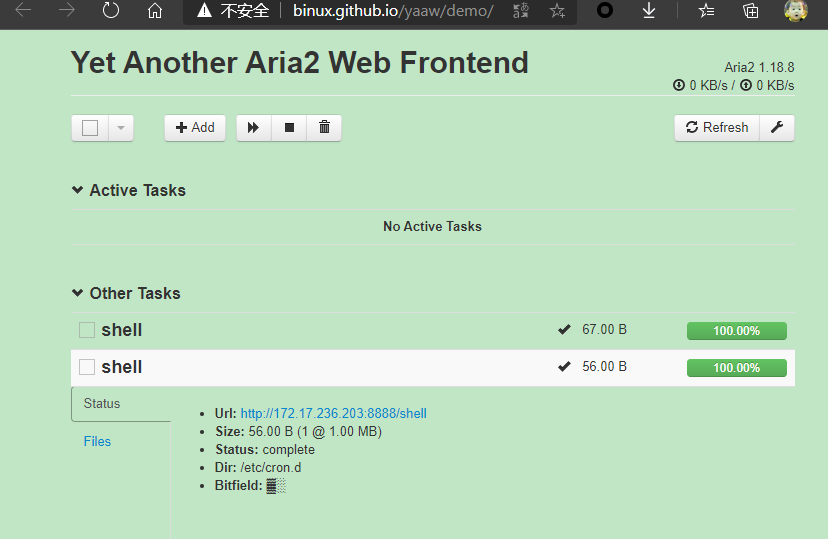 不安全 binux.github.io/yaaw/demo/
Yet Another Aria2 Web Frontend
Aria2 1.18.8
0 KB/s / 0 KB/s
Add
Refresh
Active Tasks
No Active Tasks
Other Tasks
shell 67.00 B 100.00%
shell 56.00 B 100.00%
Status
Files
Url: http://172.17.236.203:8888/shell
Size: 56.00 B (1 @ 1.00 MB)
Status: complete
Dir: /etc/cron.d
Bitfield: ▓░